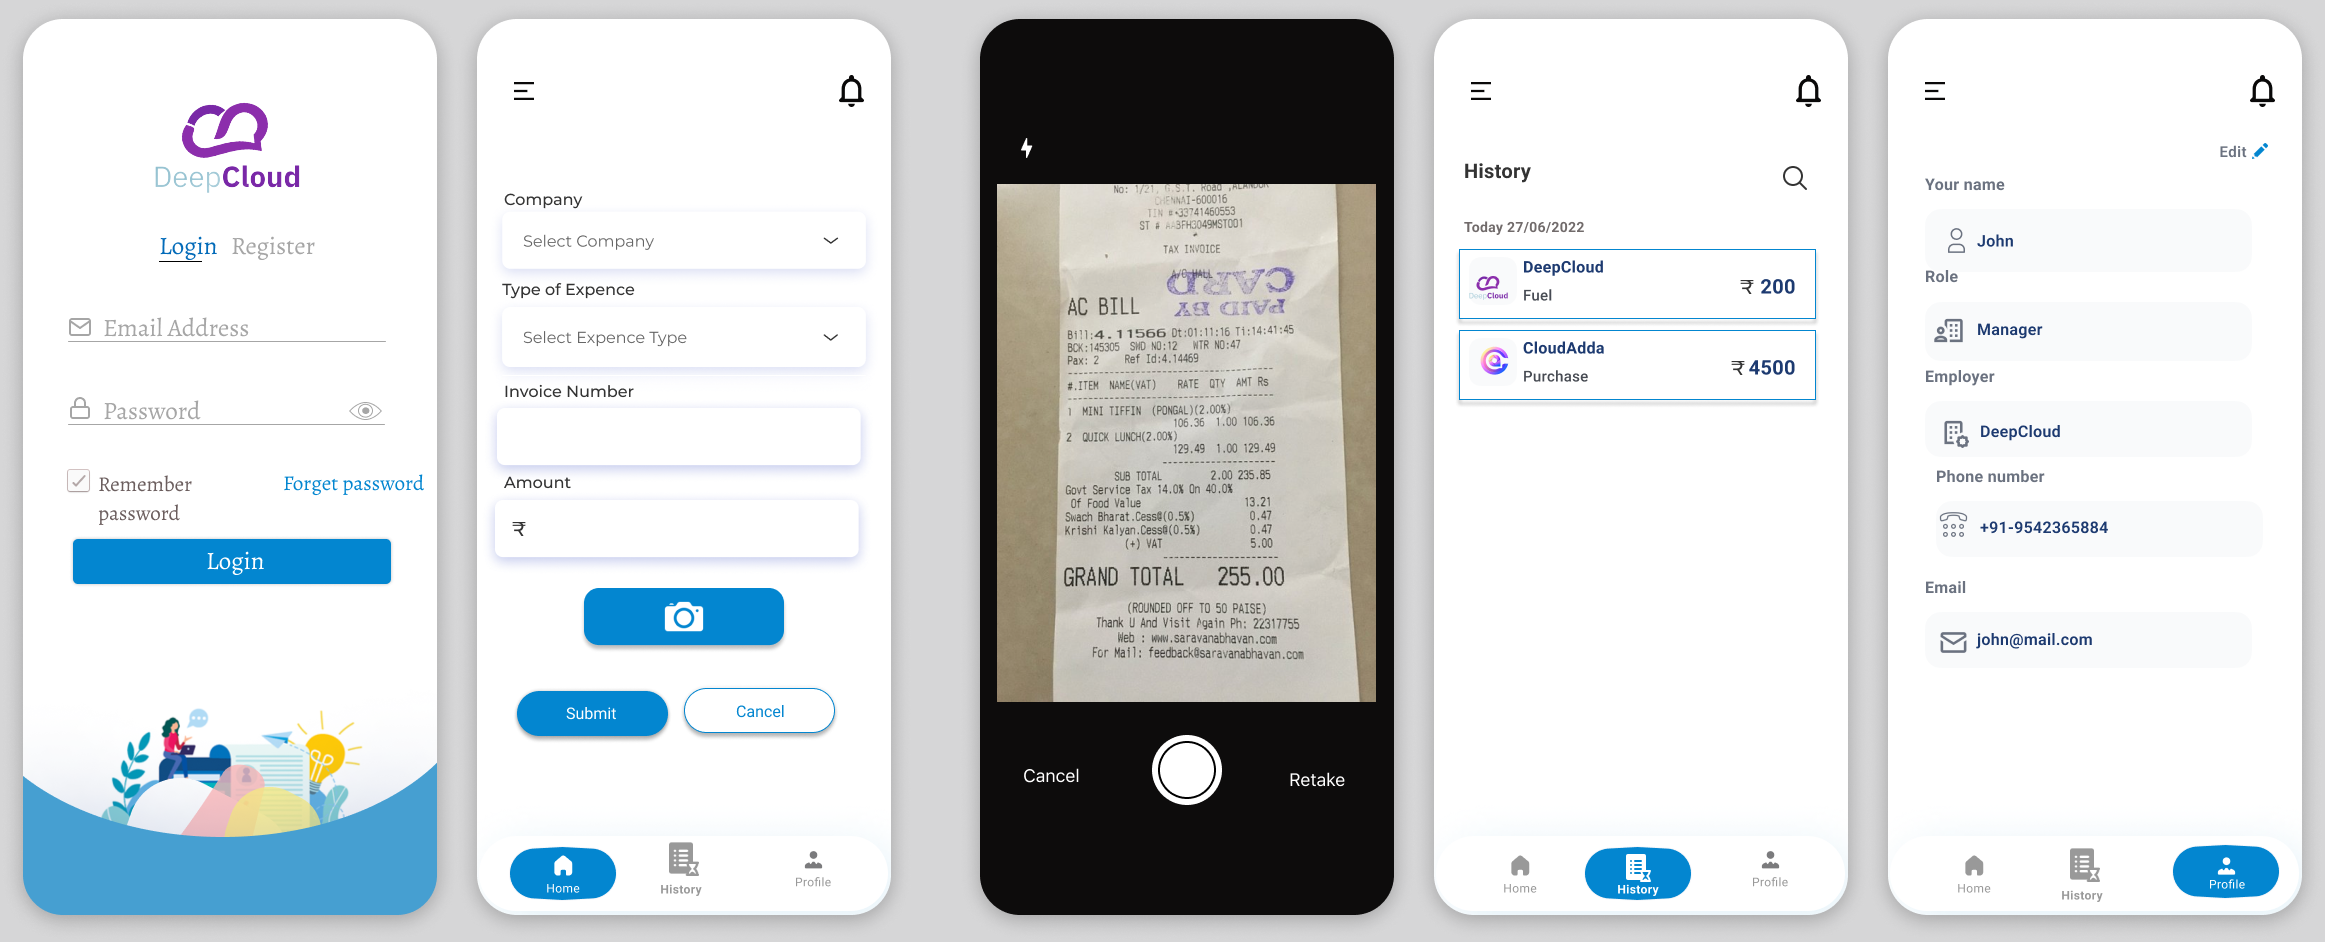 DeepCloud
Login Register
Email Address
Password
Remember
password
Forget password
Login
Company
Select Company
Type of Expence
Select Expence Type
Invoice Number
Amount
₹
Submit
Cancel
Home
History
Profile
No: 1/21, G.S.T. Road ,ALANDUR
CHENNAI-600016
TIN #:33741460553
ST # AABFH3049MST001
TAX INVOICE
A/C HALL
CARD
PAID BY
AC BILL
Bill:4.11566 Dt:01:11:16 Ti:14:41:45
BCK:145305 SWD NO:12 WTR NO:47
Pax: 2 Ref Id:4.14469
#.ITEM NAME(VAT) RATE QTY AMT Rs
1 MINI TIFFIN (PONGAL)(2.00%)
106.36 1.00 106.36
2 QUICK LUNCH(2.00%)
129.49 1.00 129.49
SUB TOTAL 2.00 235.85
Govt Service Tax 14.0% On 40.0%
Of Food Value 13.21
Swach Bharat.Cess@(0.5%) 0.47
Krishi Kalyan.Cess@(0.5%) 0.47
(+) VAT 5.00
GRAND TOTAL 255.00
(ROUNDED OFF TO 50 PAISE)
Thank U And Visit Again Ph: 22317755
Web : www.saravanabhavan.com
For Mail: feedback@saravanabhavan.com
Cancel
Retake
History
Today 27/06/2022
DeepCloud
DeepCloud
Fuel
₹ 200
CloudAdda
Purchase
₹ 4500
Home
History
Profile
Edit
Your name
John
Role
Manager
Employer
DeepCloud
Phone number
+91-9542365884
Email
john@mail.com
Home
History
Profile